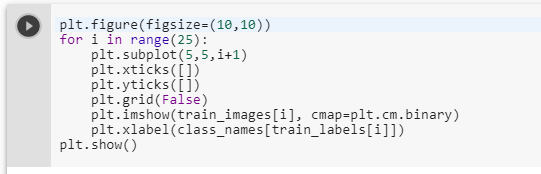 plt.figure(figsize=(10,10))
for i in range(25):
    plt.subplot(5,5,i+1)
    plt.xticks([])
    plt.yticks([])
    plt.grid(False)
    plt.imshow(train_images[i], cmap=plt.cm.binary)
    plt.xlabel(class_names[train_labels[i]])
plt.show()